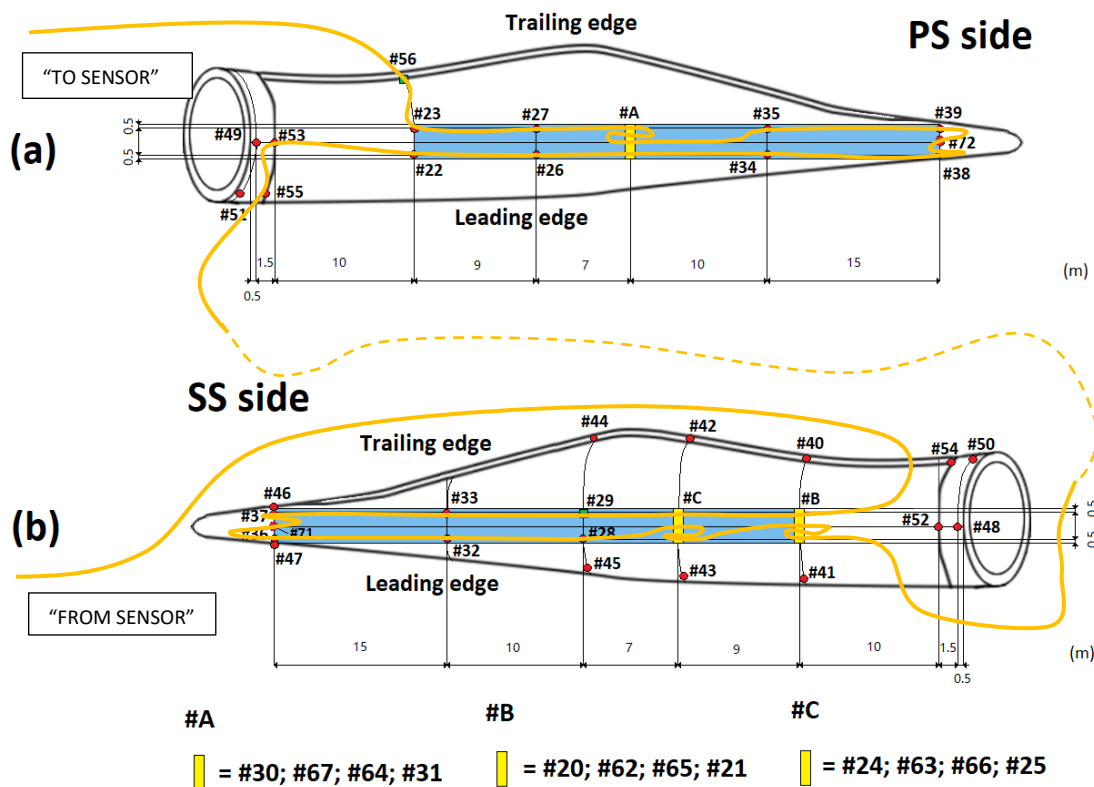 Trailing edge
PS side
"TO SENSOR"
#56
#23
#27
#A
#35
#39
0.5
0.5
(a)
#49
#53
#72
#22
#26
#34
#38
#51
#55
Leading edge
1.5
10
9
7
10
15
(m)
0.5
SS side
Trailing edge
#44
#42
#40
#54
#50
#46
#33
#29
#C
#B
#37
(b)
#36
#71
#28
#52
#48
0.5
0.5
#47
#32
#45
#43
#41
Leading edge
"FROM SENSOR"
15
10
7
9
10
1.5
(m)
0.5
#A
#B
#C
= #30; #67; #64; #31
= #20; #62; #65; #21
= #24; #63; #66; #25